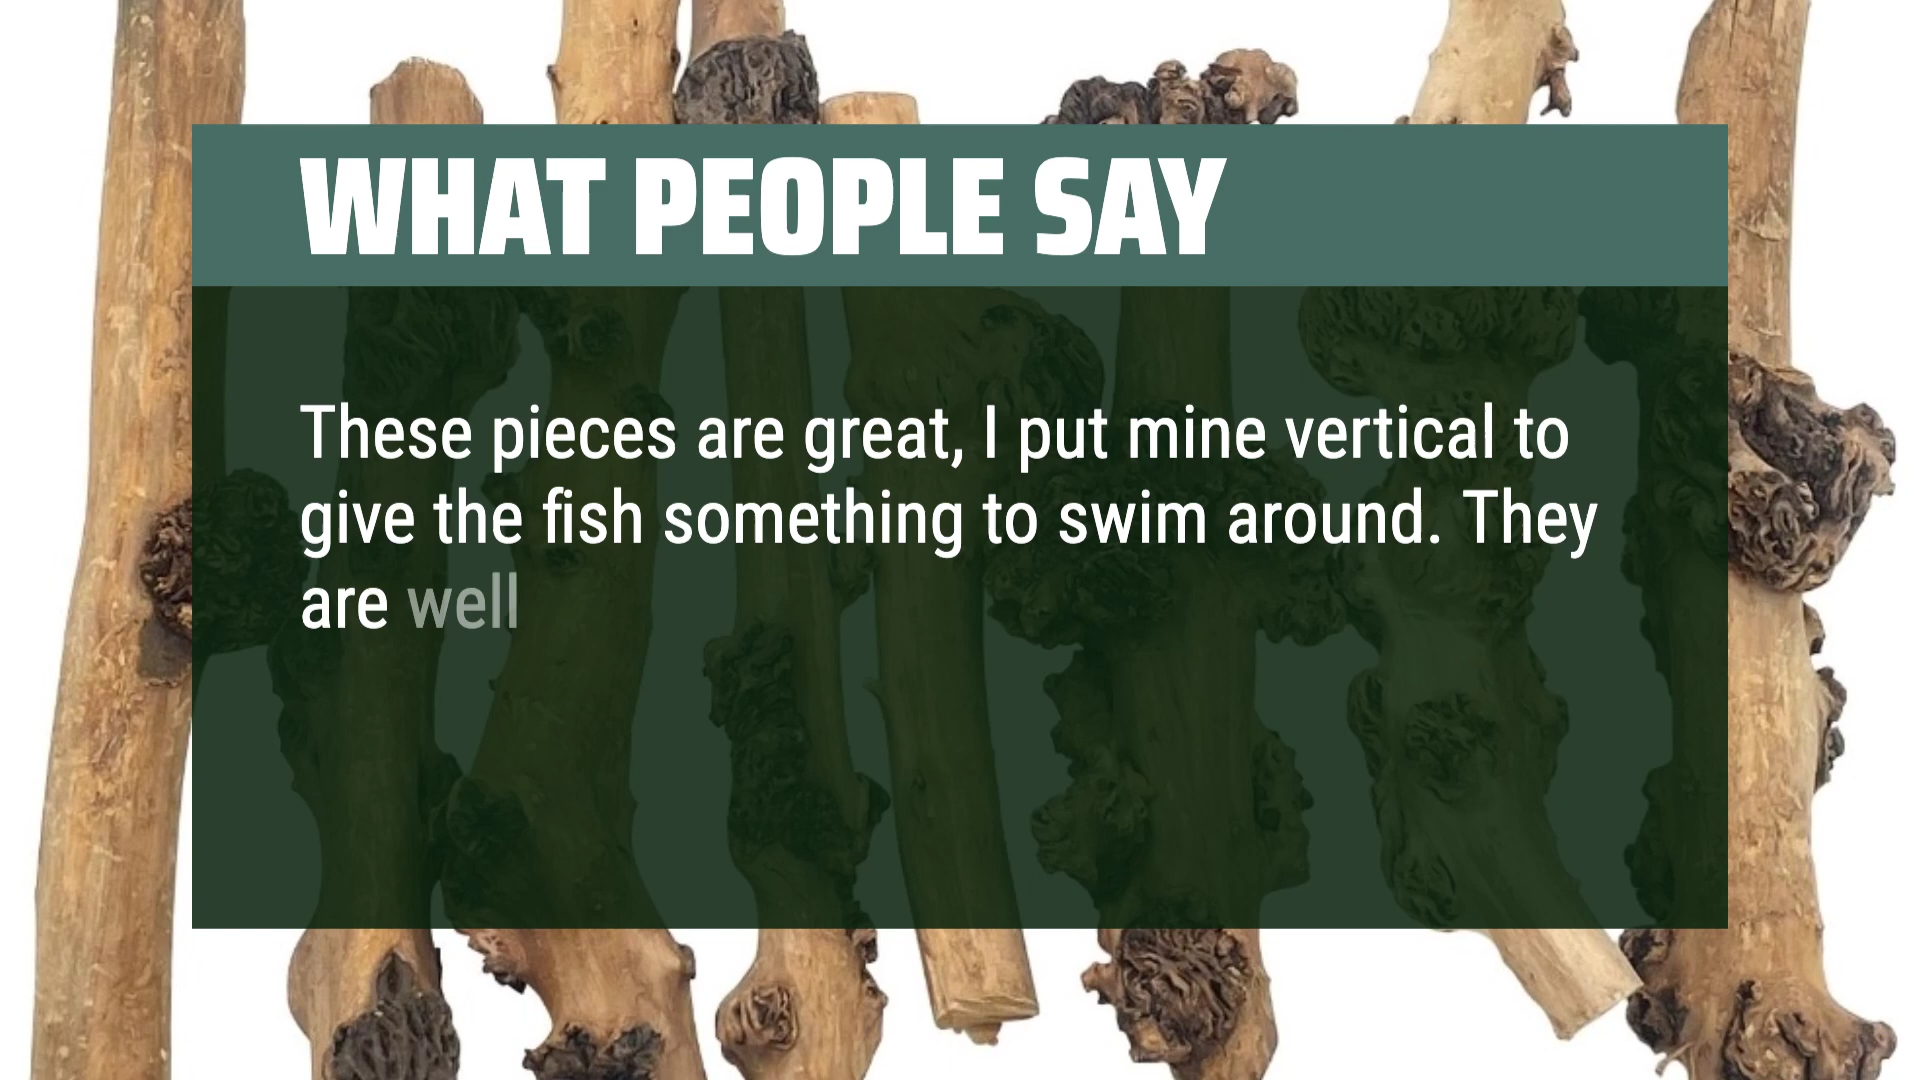 WHAT PEOPLE SAY
These pieces are great, I put mine vertical to
give the fish something to swim around. They
are well